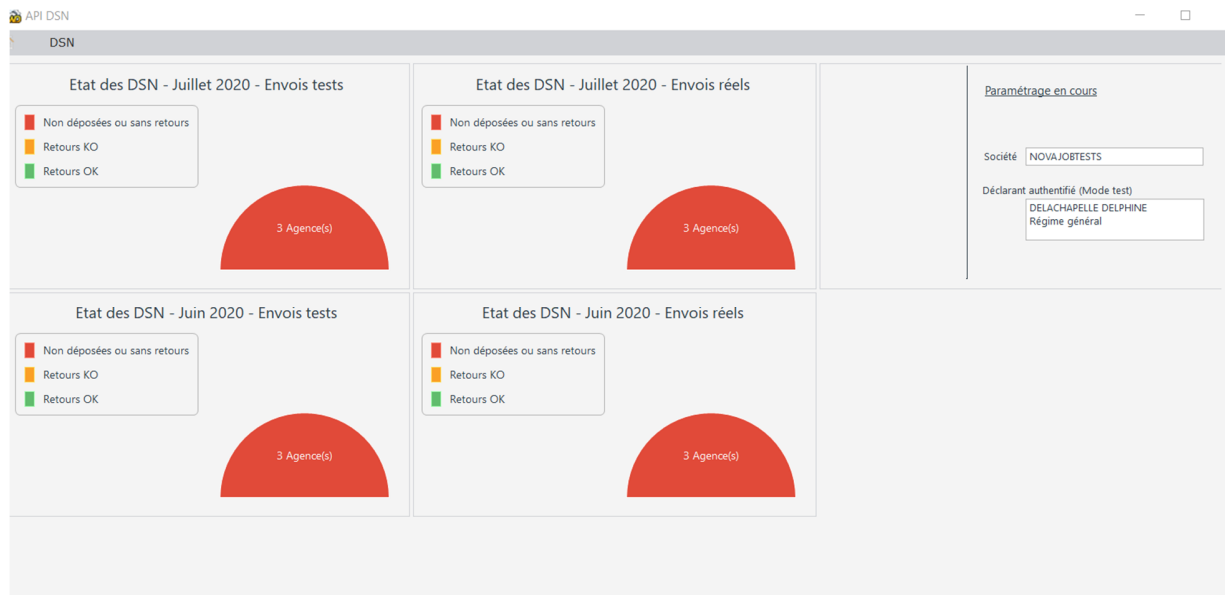 API DSN
DSN
Etat des DSN - Juillet 2020 - Envois tests
Non déposées ou sans retours
Retours KO
Retours OK
3 Agence(s)
Etat des DSN - Juillet 2020 - Envois réels
Non déposées ou sans retours
Retours KO
Retours OK
3 Agence(s)
Paramétrage en cours
Société NOVAJOBTESTS
Déclarant authentifié (Mode test)
DELACHAPELLE DELPHINE
Régime général
Etat des DSN - Juin 2020 - Envois tests
Non déposées ou sans retours
Retours KO
Retours OK
3 Agence(s)
Etat des DSN - Juin 2020 - Envois réels
Non déposées ou sans retours
Retours KO
Retours OK
3 Agence(s)